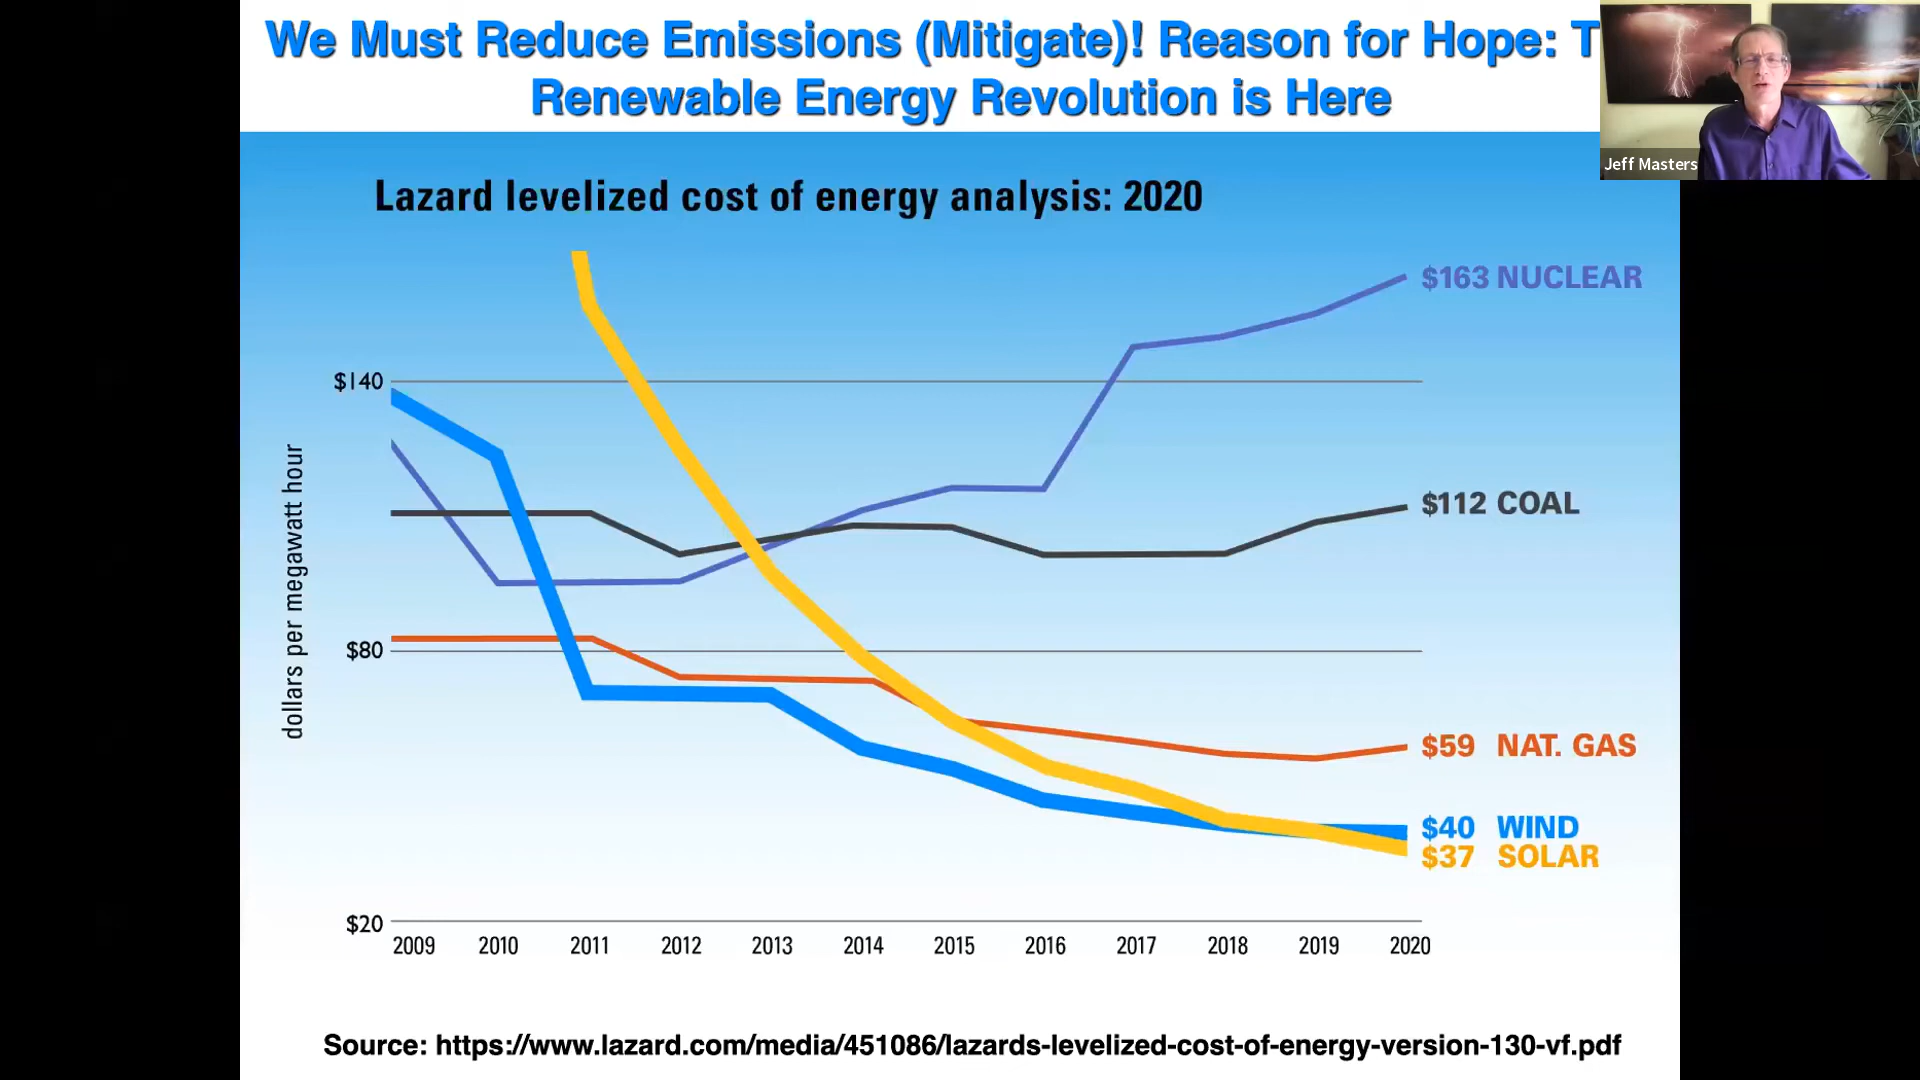 We Must Reduce Emissions (Mitigate)! Reason for Hope: T
Renewable Energy Revolution is Here
Jeff Masters
Lazard levelized cost of energy analysis: 2020
dollars per megawatt hour
$140
$80
$20
$163 NUCLEAR
$112 COAL
$59 NAT. GAS
$40 WIND
$37 SOLAR
2009 2010 2011 2012 2013 2014 2015 2016 2017 2018 2019 2020
Source: https://www.lazard.com/media/451086/lazards-levelized-cost-of-energy-version-130-vf.pdf